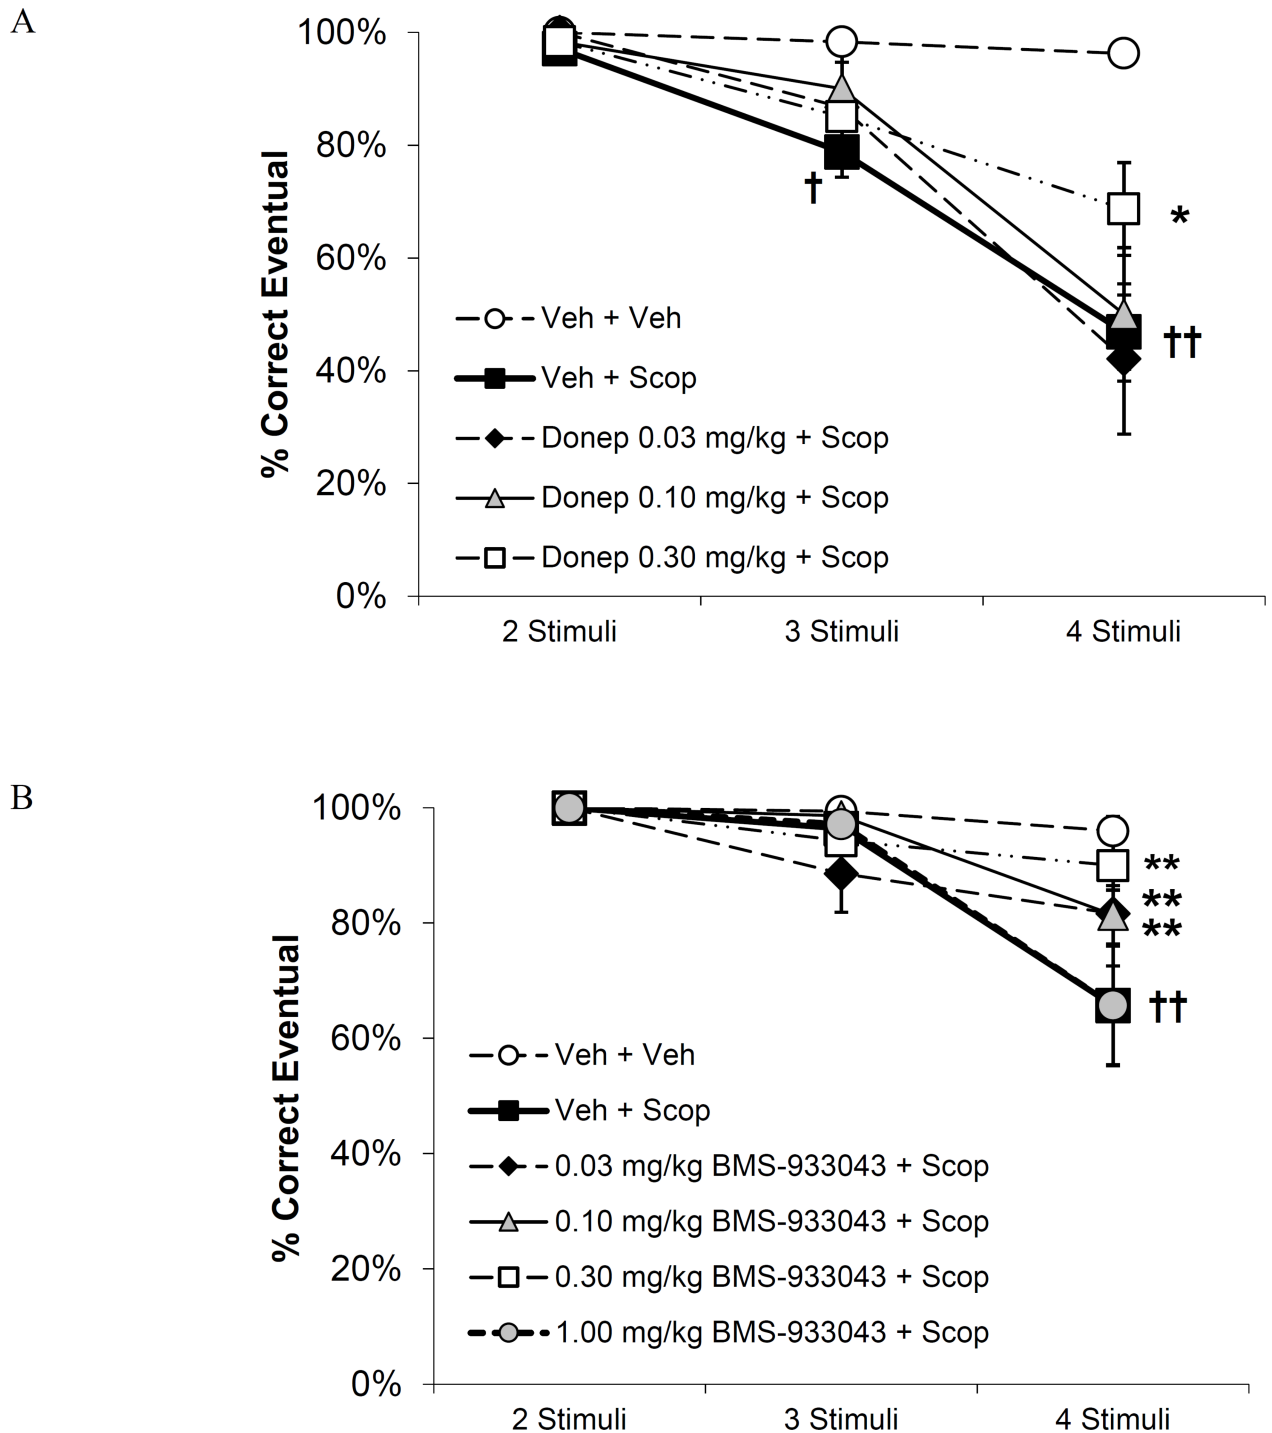 A
100%
80%
†
*
60%
% Correct Eventual
Veh + Veh
††
Veh + Scop
40%
Donep 0.03 mg/kg + Scop
20%
Donep 0.10 mg/kg + Scop
Donep 0.30 mg/kg + Scop
0%
2 Stimuli 3 Stimuli 4 Stimuli
B
100%
**
**
80%
**
††
60%
% Correct Eventual
Veh + Veh
Veh + Scop
40%
0.03 mg/kg BMS-933043 + Scop
0.10 mg/kg BMS-933043 + Scop
20%
0.30 mg/kg BMS-933043 + Scop
1.00 mg/kg BMS-933043 + Scop
0%
2 Stimuli 3 Stimuli 4 Stimuli